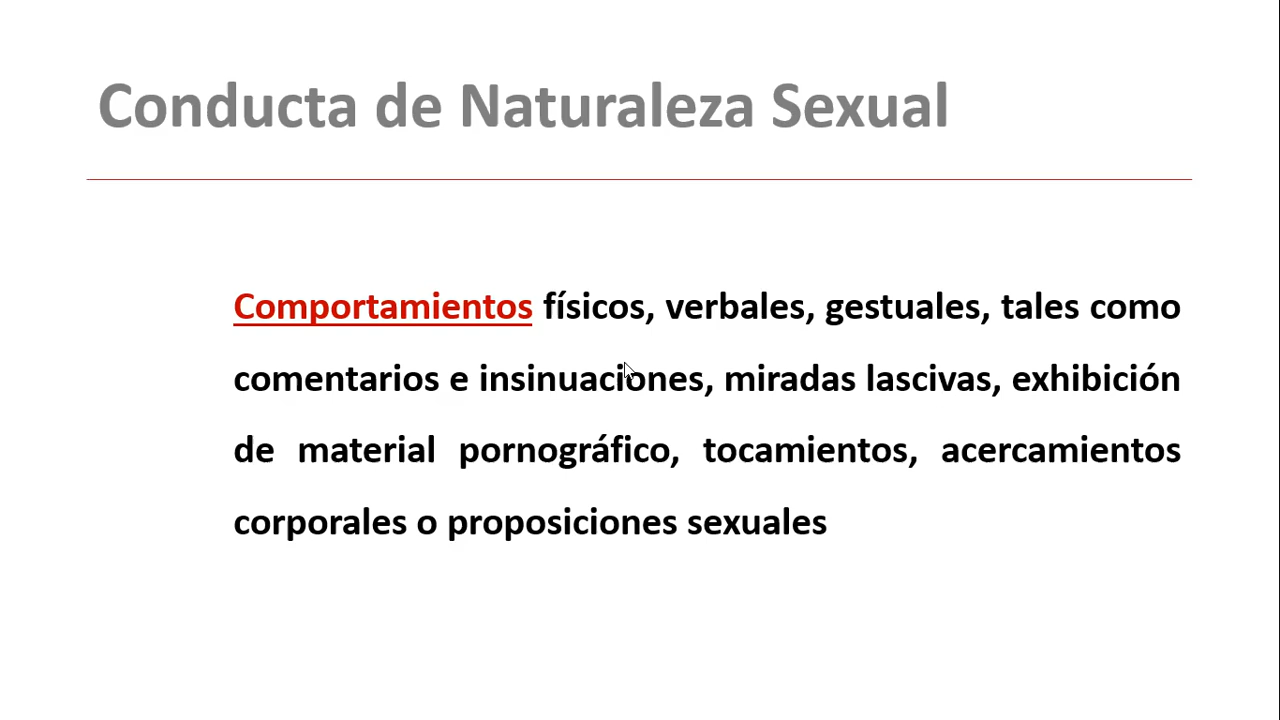 Conducta de Naturaleza Sexual
Comportamientos físicos, verbales, gestuales, tales como
comentarios e insinuaciones, miradas lascivas, exhibición
de material pornográfico, tocamientos, acercamientos
corporales o proposiciones sexuales